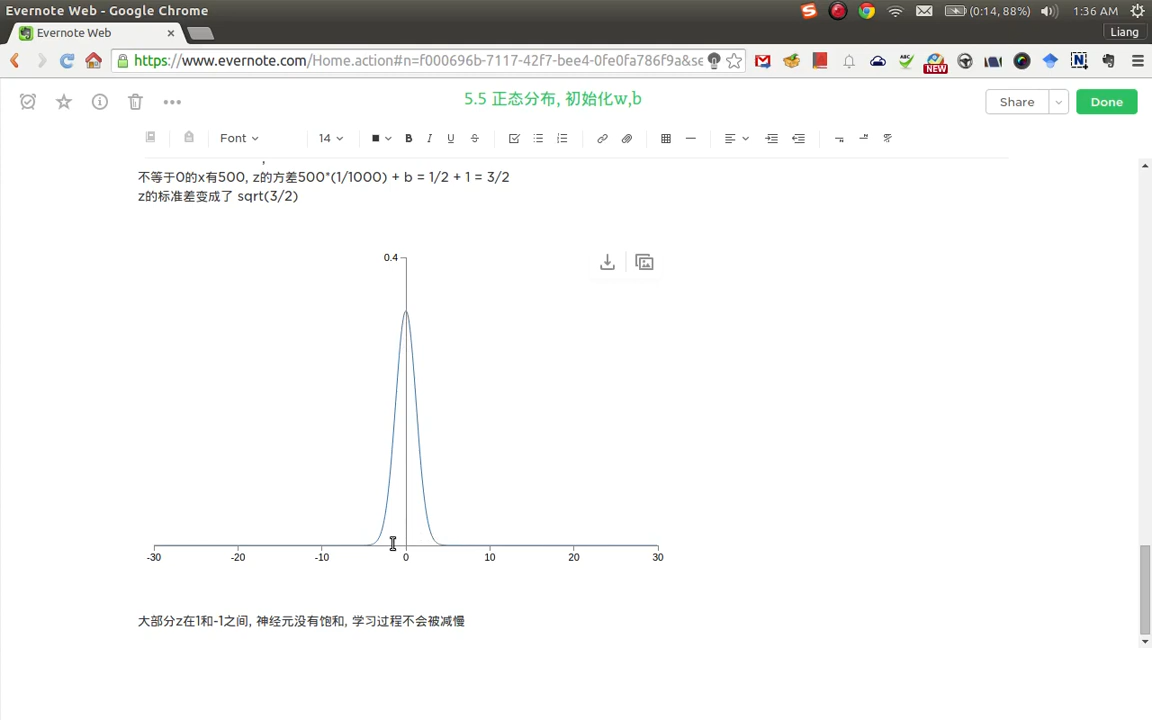 Evernote Web - Google Chrome
(0:14, 88%)
1:36 AM
Evernote Web
Liang
https://www.evernote.com/Home.action#n=f000696b-7117-42f7-bee4-0fe0fa786f9a&se
NEW
5.5 正态分布, 初始化w,b
Share
Done
Font
14
B I U S
不等于0的x有500, z的方差500*(1/1000) + b = 1/2 + 1 = 3/2
z的标准差变成了 sqrt(3/2)
0.4
-30 -20 -10 0 10 20 30
大部分z在1和-1之间, 神经元没有饱和, 学习过程不会被减慢